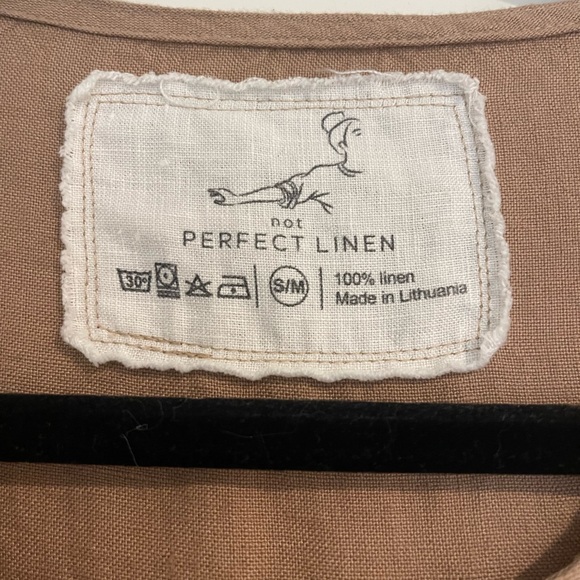 not
PERFECT LINEN
30° S/M 100% linen
Made in Lithuania